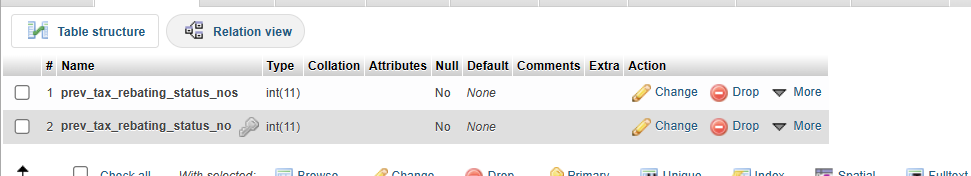 Table structure Relation view
# Name Type Collation Attributes Null Default Comments Extra Action
1 prev_tax_rebating_status_nos int(11) No None Change Drop More
2 prev_tax_rebating_status_no int(11) No None Change Drop More
Check all With selected: Browse Change Drop Primary Unique Index Spatial Fulltext